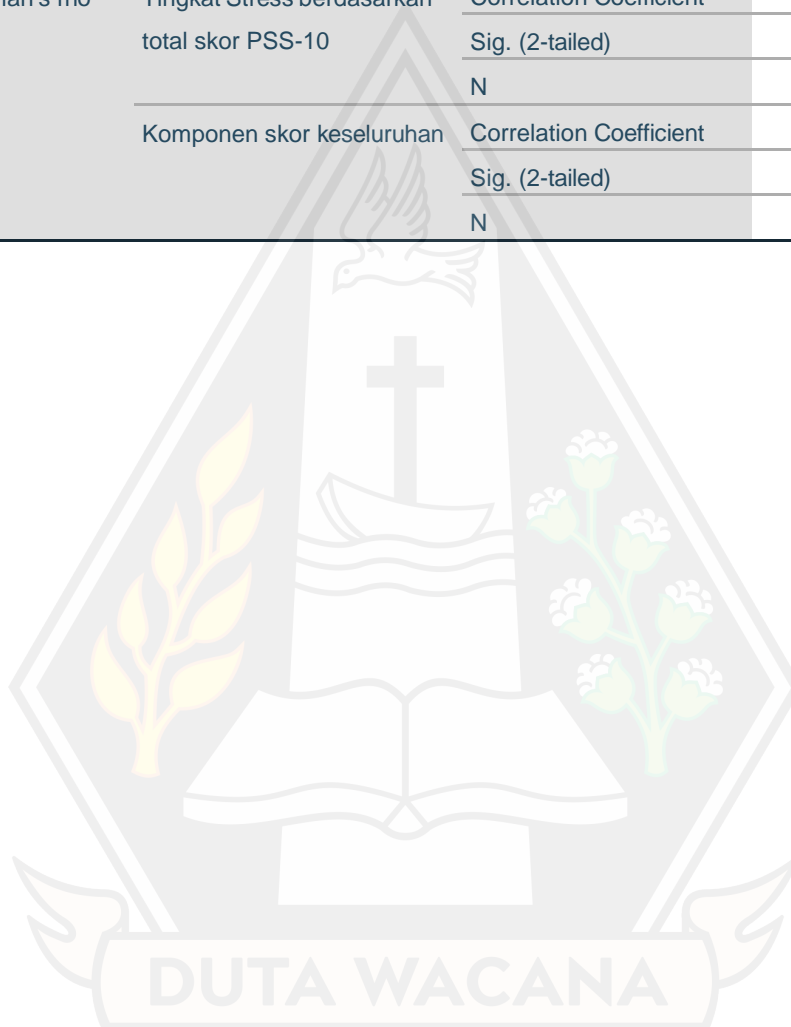 Tingkat Stress berdasarkan Correlation Coefficient
total skor PSS-10 Sig. (2-tailed)
N
Komponen skor keseluruhan Correlation Coefficient
Sig. (2-tailed)
N
DUTA WACANA